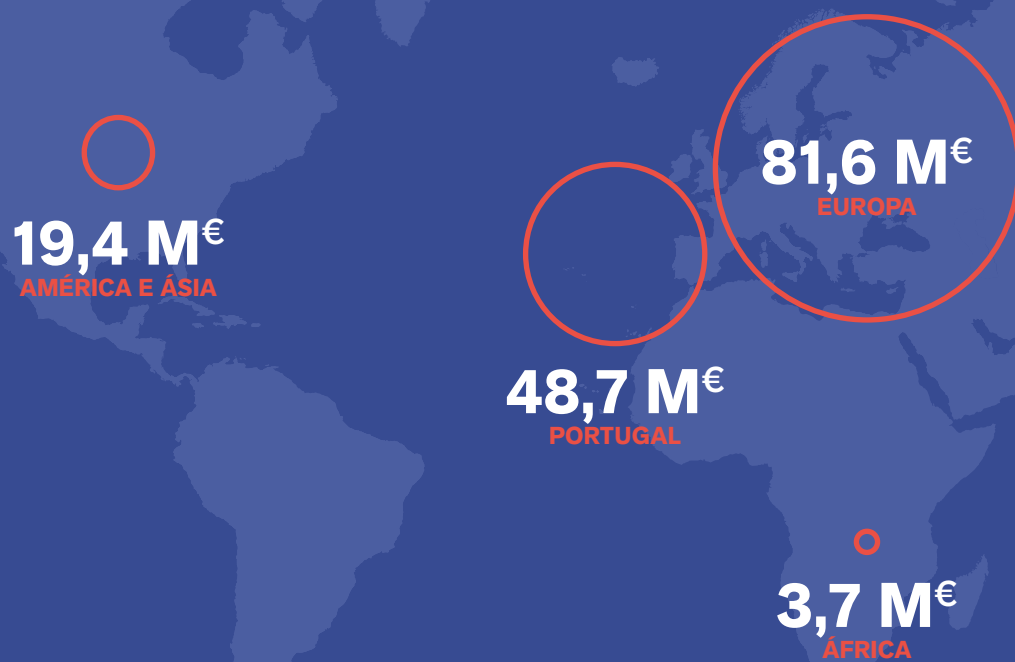 81,6 M€
EUROPA
19,4 M€
AMÉRICA E ÁSIA
48,7 M€
PORTUGAL
3,7 M€
ÁFRICA